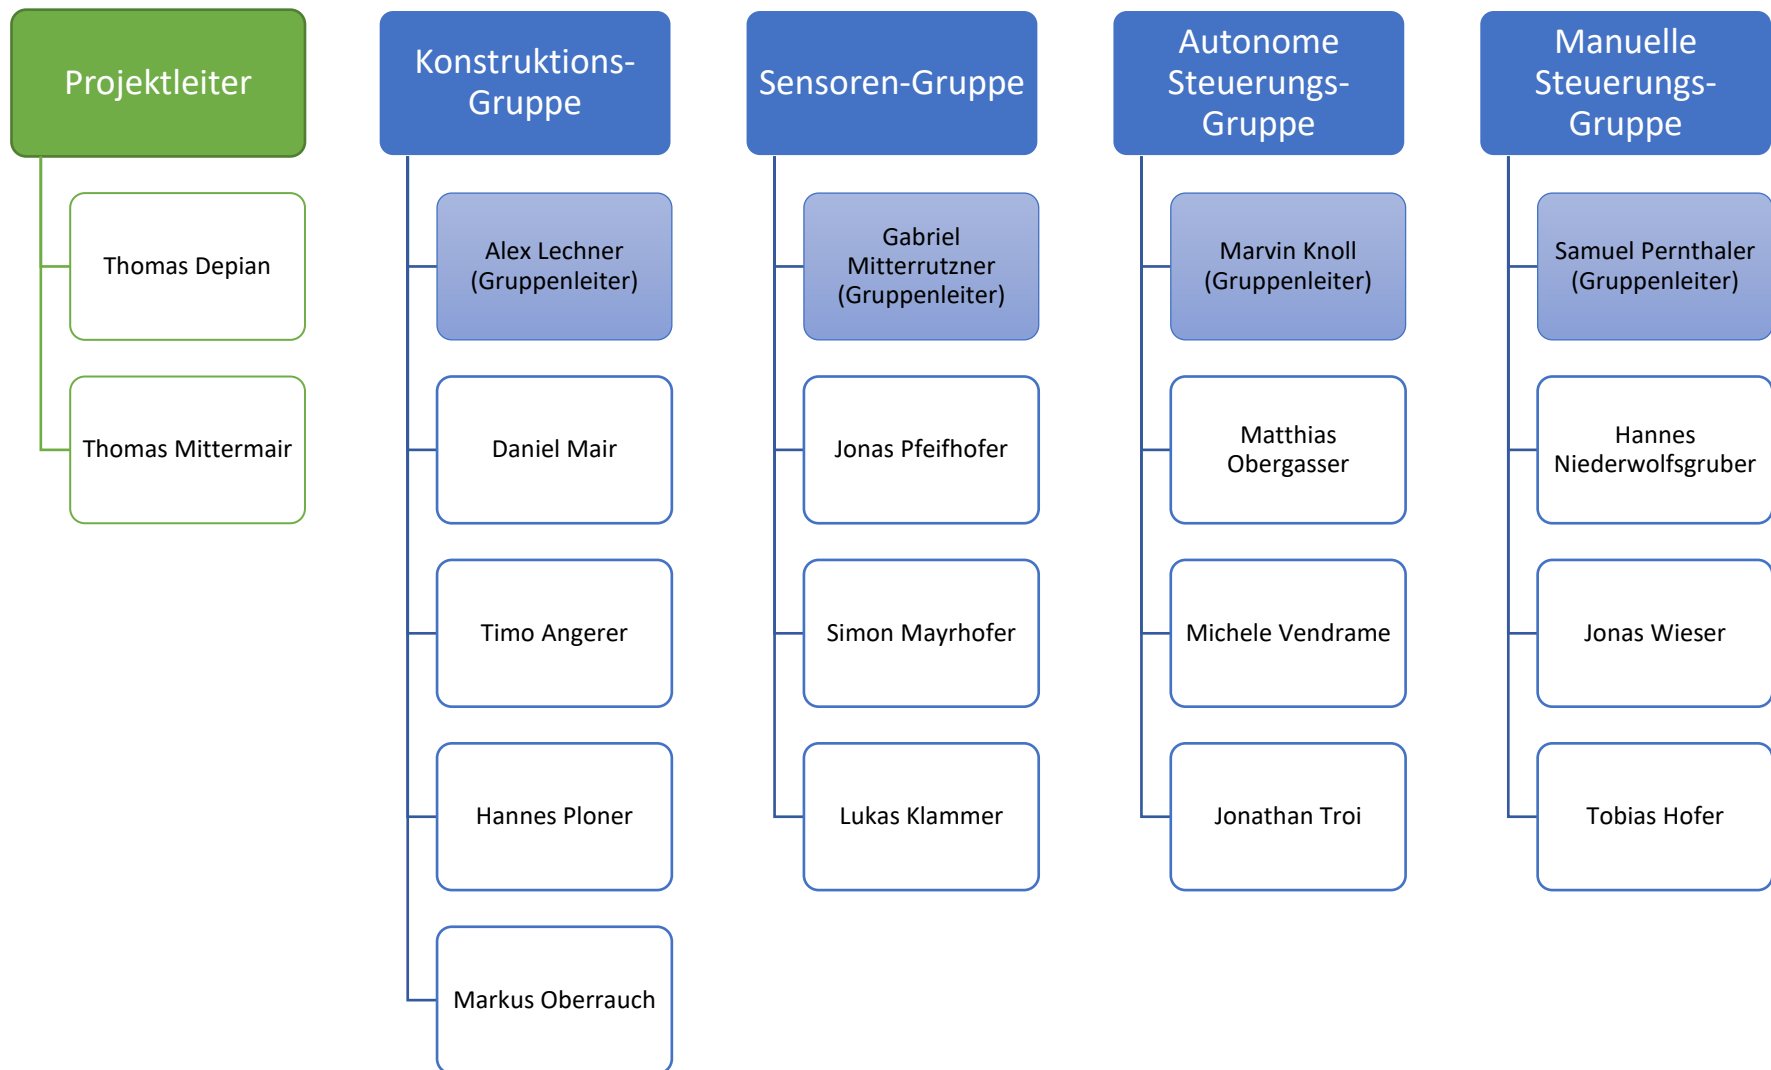 Projektleiter
Thomas Depian
Thomas Mittermair
Konstruktions-
Gruppe
Alex Lechner
(Gruppenleiter)
Daniel Mair
Timo Angerer
Hannes Ploner
Markus Oberrauch
Sensoren-Gruppe
Gabriel
Mitterrutzner
(Gruppenleiter)
Jonas Pfeifhofer
Simon Mayrhofer
Lukas Klammer
Autonome
Steuerungs-
Gruppe
Marvin Knoll
(Gruppenleiter)
Matthias
Obergasser
Michele Vendrame
Jonathan Troi
Manuelle
Steuerungs-
Gruppe
Samuel Pernthaler
(Gruppenleiter)
Hannes
Niederwolfsgruber
Jonas Wieser
Tobias Hofer